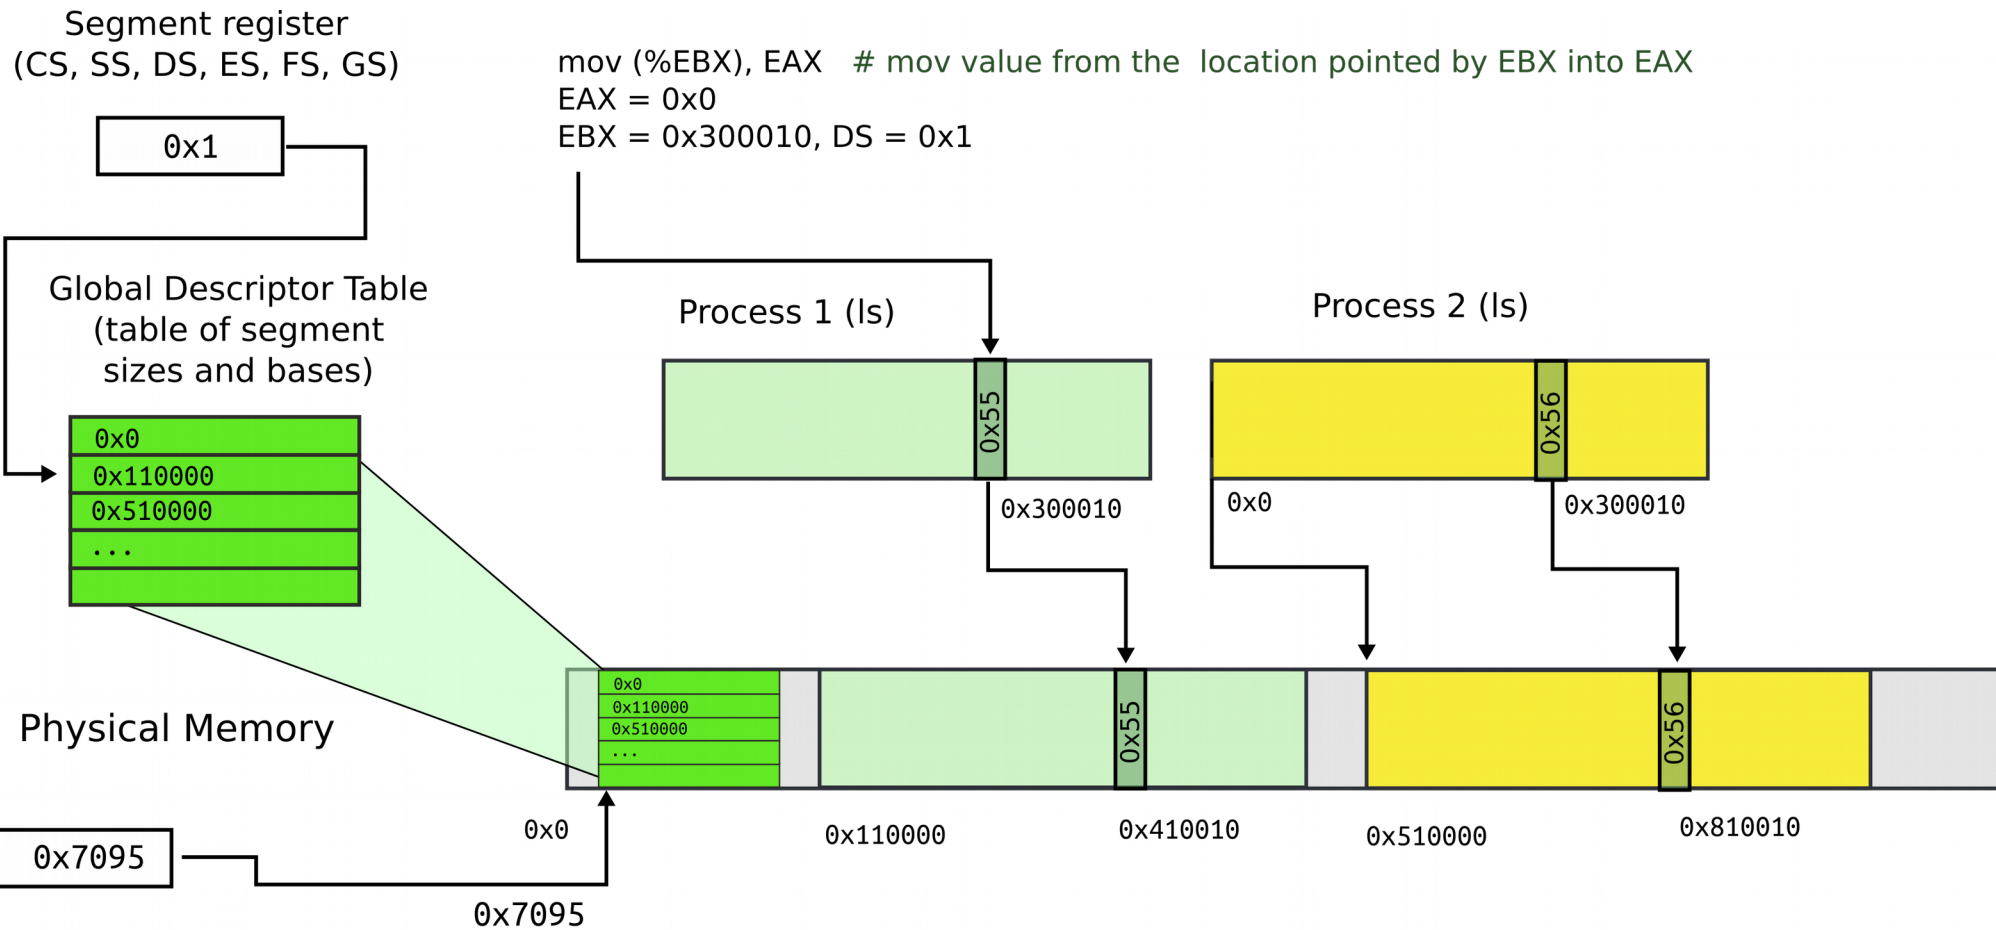 Segment register
(CS, SS, DS, ES, FS, GS)
0x1
mov (%EBX), EAX # mov value from the location pointed by EBX into EAX
EAX = 0x0
EBX = 0x300010, DS = 0x1
Global Descriptor Table
(table of segment
sizes and bases)
0x0
0x110000
0x510000
...
Process 1 (ls)
0x55
0x300010
Process 2 (ls)
0x56
0x0
0x300010
Physical Memory
0x0
0x110000
0x510000
...
0x55
0x56
0x0
0x110000
0x410010
0x510000
0x810010
0x7095
0x7095